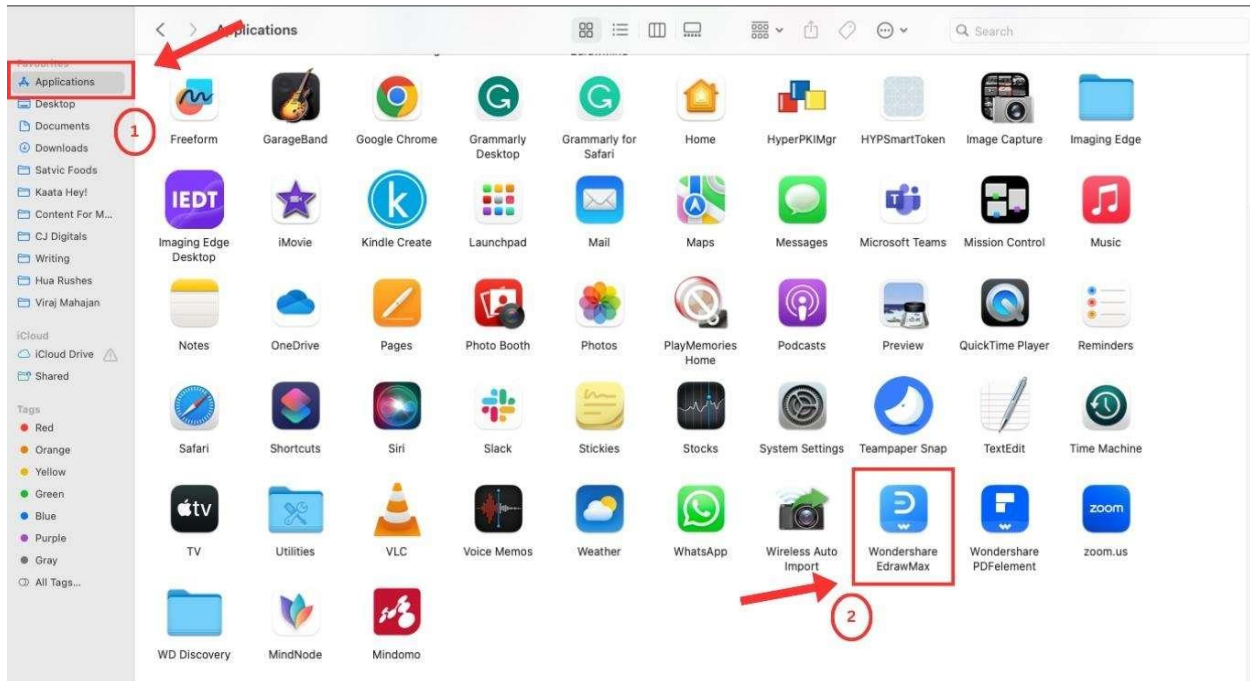 Applications
Search
Favourites
Applications
Desktop
Documents
Downloads
Satvic Foods
Kaata Hey!
Content For M...
CJ Digitals
Writing
Hua Rushes
Viraj Mahajan
iCloud
iCloud Drive
Shared
Tags
Red
Orange
Yellow
Green
Blue
Purple
Gray
All Tags...
1
Freeform
GarageBand
Google Chrome
Grammarly
Desktop
Grammarly for
Safari
Home
HyperPKIMgr
HYPSmartToken
Image Capture
Imaging Edge
IEDT
Imaging Edge
Desktop
iMovie
k
Kindle Create
Launchpad
Mail
Maps
Messages
Microsoft Teams
Mission Control
Music
Notes
OneDrive
Pages
Photo Booth
Photos
PlayMemories
Home
Podcasts
Preview
QuickTime Player
Reminders
Safari
Shortcuts
Siri
Slack
Stickies
Stocks
System Settings
Teampaper Snap
TextEdit
Time Machine
tv
TV
Utilities
VLC
Voice Memos
Weather
WhatsApp
Wireless Auto
Import
Wondershare
EdrawMax
Wondershare
PDFelement
zoom
zoom.us
2
WD Discovery
MindNode
Mindomo